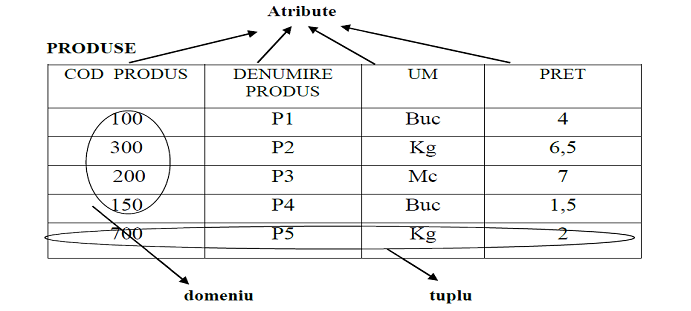 Atribute
PRODUSE
COD PRODUS DENUMIRE PRODUS UM PRET
100 P1 Buc 4
300 P2 Kg 6,5
200 P3 Mc 7
150 P4 Buc 1,5
700 P5 Kg 2
domeniu tuplu